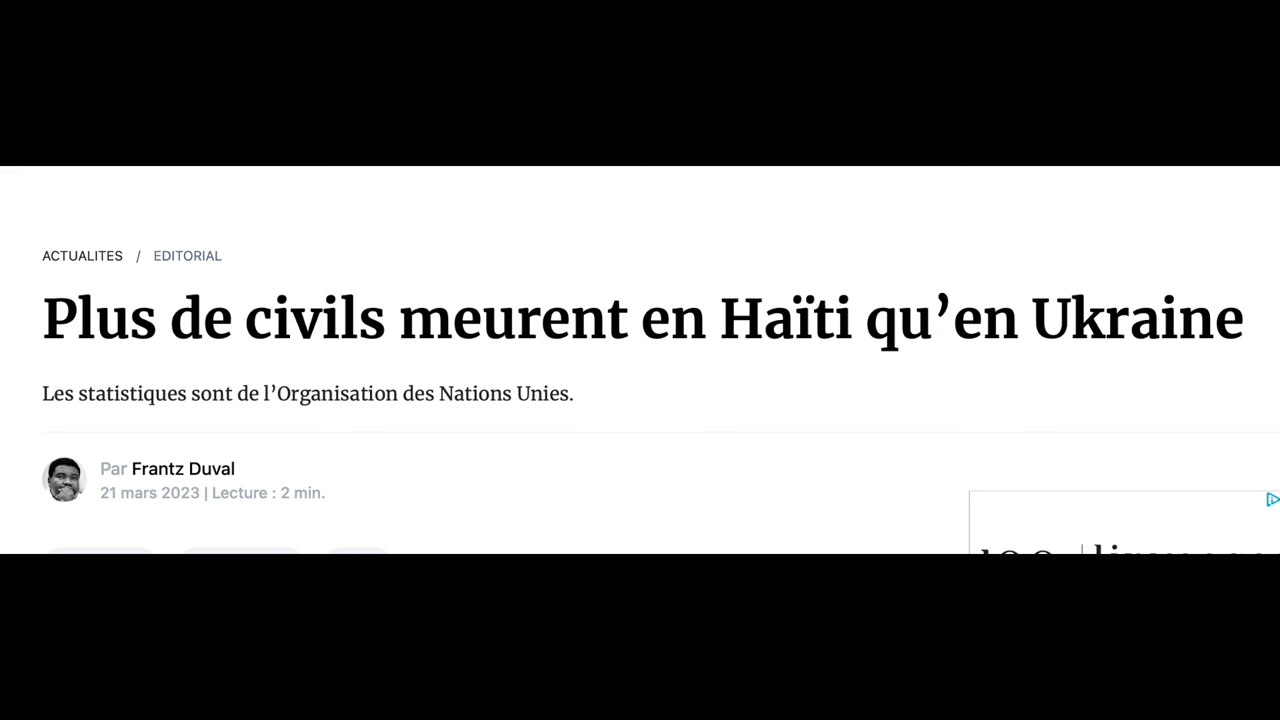 ACTUALITES / EDITORIAL
Plus de civils meurent en Haïti qu’en Ukraine
Les statistiques sont de l’Organisation des Nations Unies.
Par Frantz Duval
21 mars 2023 | Lecture : 2 min.